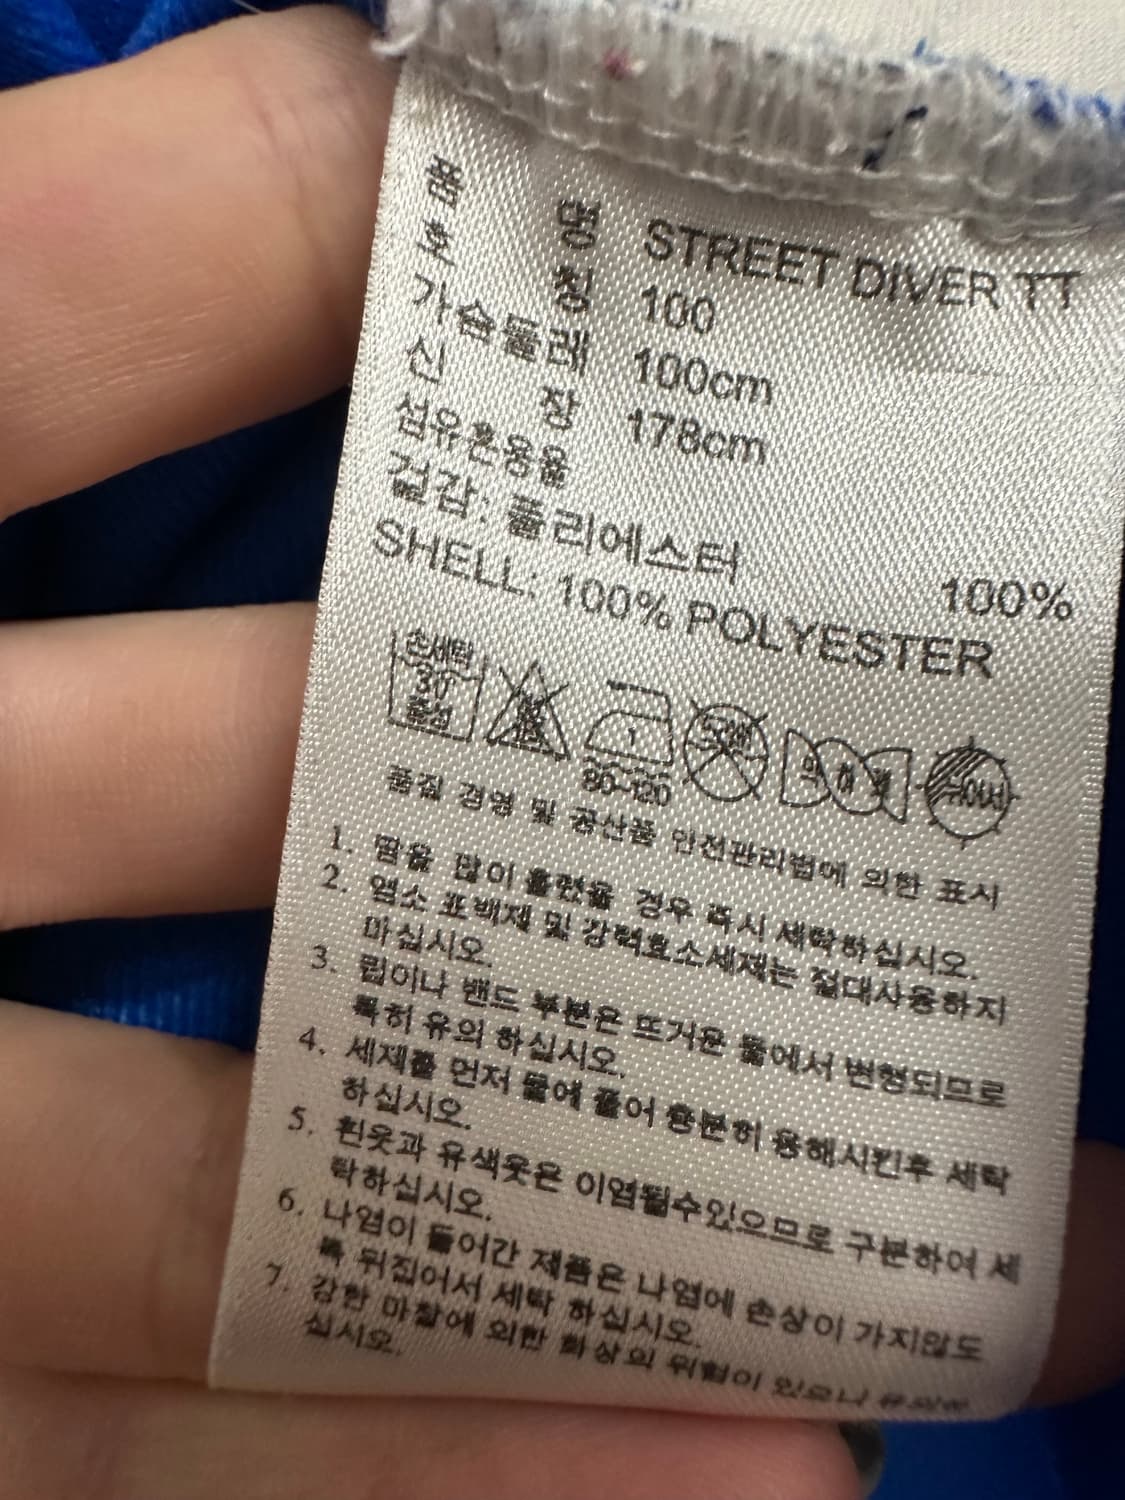 품 명 STREET DIVER TT
호 칭 100
가슴둘레 100cm
신 장 178cm
섬유혼용율
겉감: 폴리에스터 100%
SHELL: 100% POLYESTER
손세탁
30℃
중성
80-120
드라이
약하게
뉘어서
품질 경영 및 공산품 안전관리법에 의한 표시
1. 땀을 많이 흘렸을 경우 즉시 세탁하십시오.
2. 염소 표백제 및 강력효소세제는 절대사용하지
마십시오.
3. 립이나 밴드 부분은 뜨거운 물에서 변형되므로
특히 유의 하십시오.
4. 세제를 먼저 물에 풀어 충분히 용해시킨후 세탁
하십시오.
5. 흰옷과 유색옷은 이염될수있으므로 구분하여 세
탁하십시오.
6. 나염이 들어간 제품은 나염에 손상이 가지않도
록 뒤집어서 세탁 하십시오.
7. 강한 마찰에 의한 화상의 위험이 있으니 유의하
십시오.